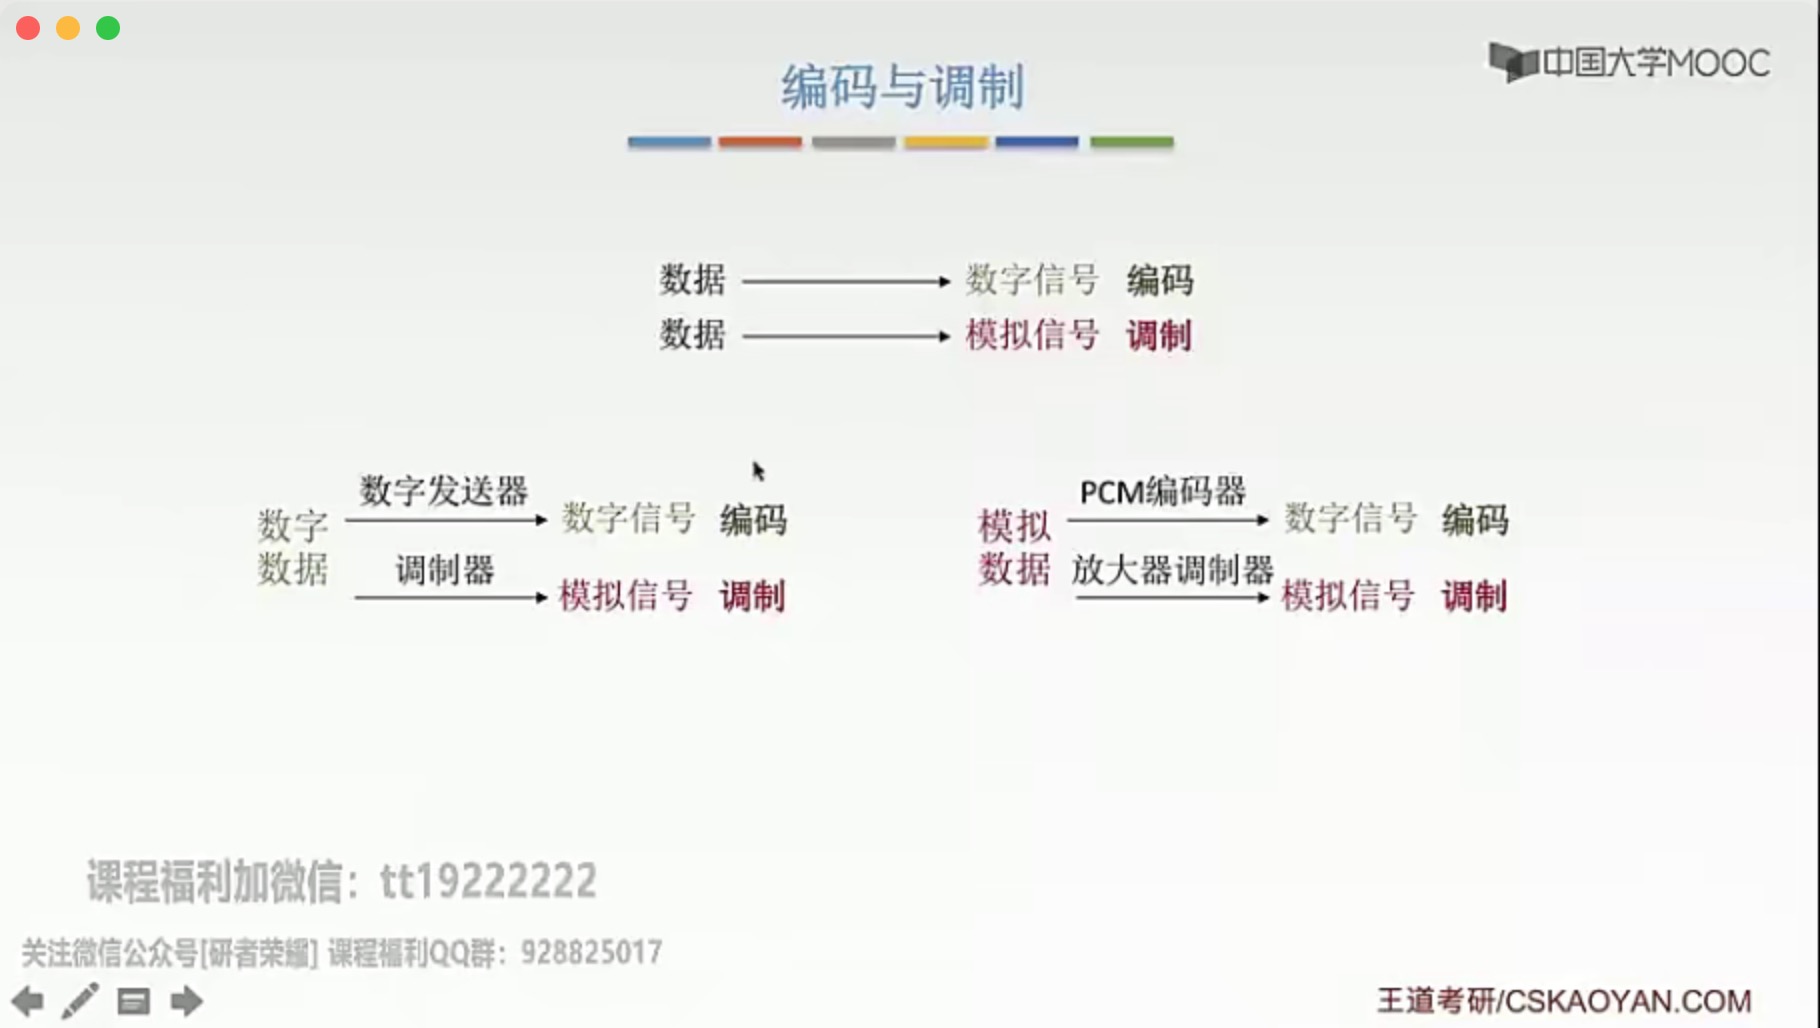 中国大学MOOC
编码与调制
数据 数字信号 编码
数据 模拟信号 调制
数字发送器
数字数据 数字信号 编码
调制器
模拟信号 调制
PCM编码器
模拟数据 数字信号 编码
放大器调制器
模拟信号 调制
课程福利加微信：tt19222222
关注微信公众号[研者荣耀] 课程福利QQ群：928825017
王道考研/CSKAOYAN.COM